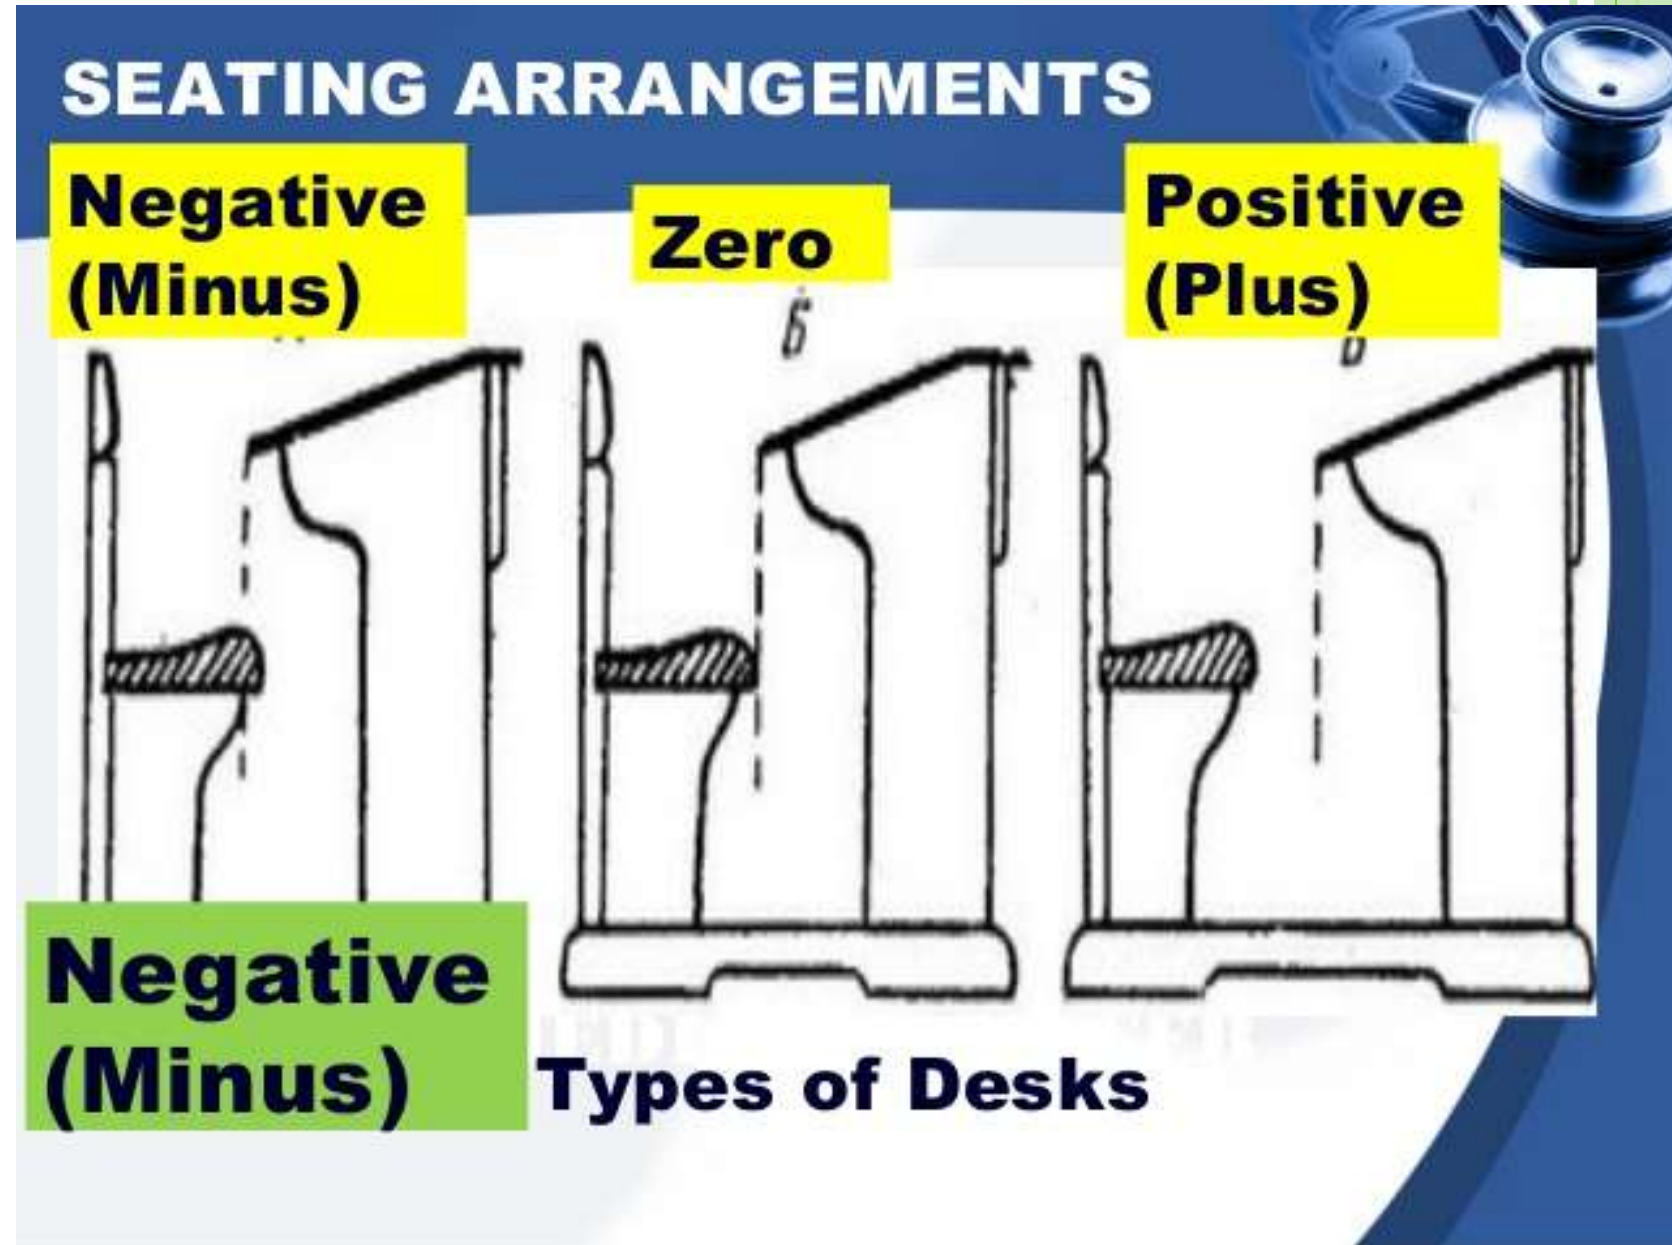 SEATING ARRANGEMENTS
Negative
(Minus)
Zero
Positive
(Plus)
б
Negative
(Minus)
Types of Desks